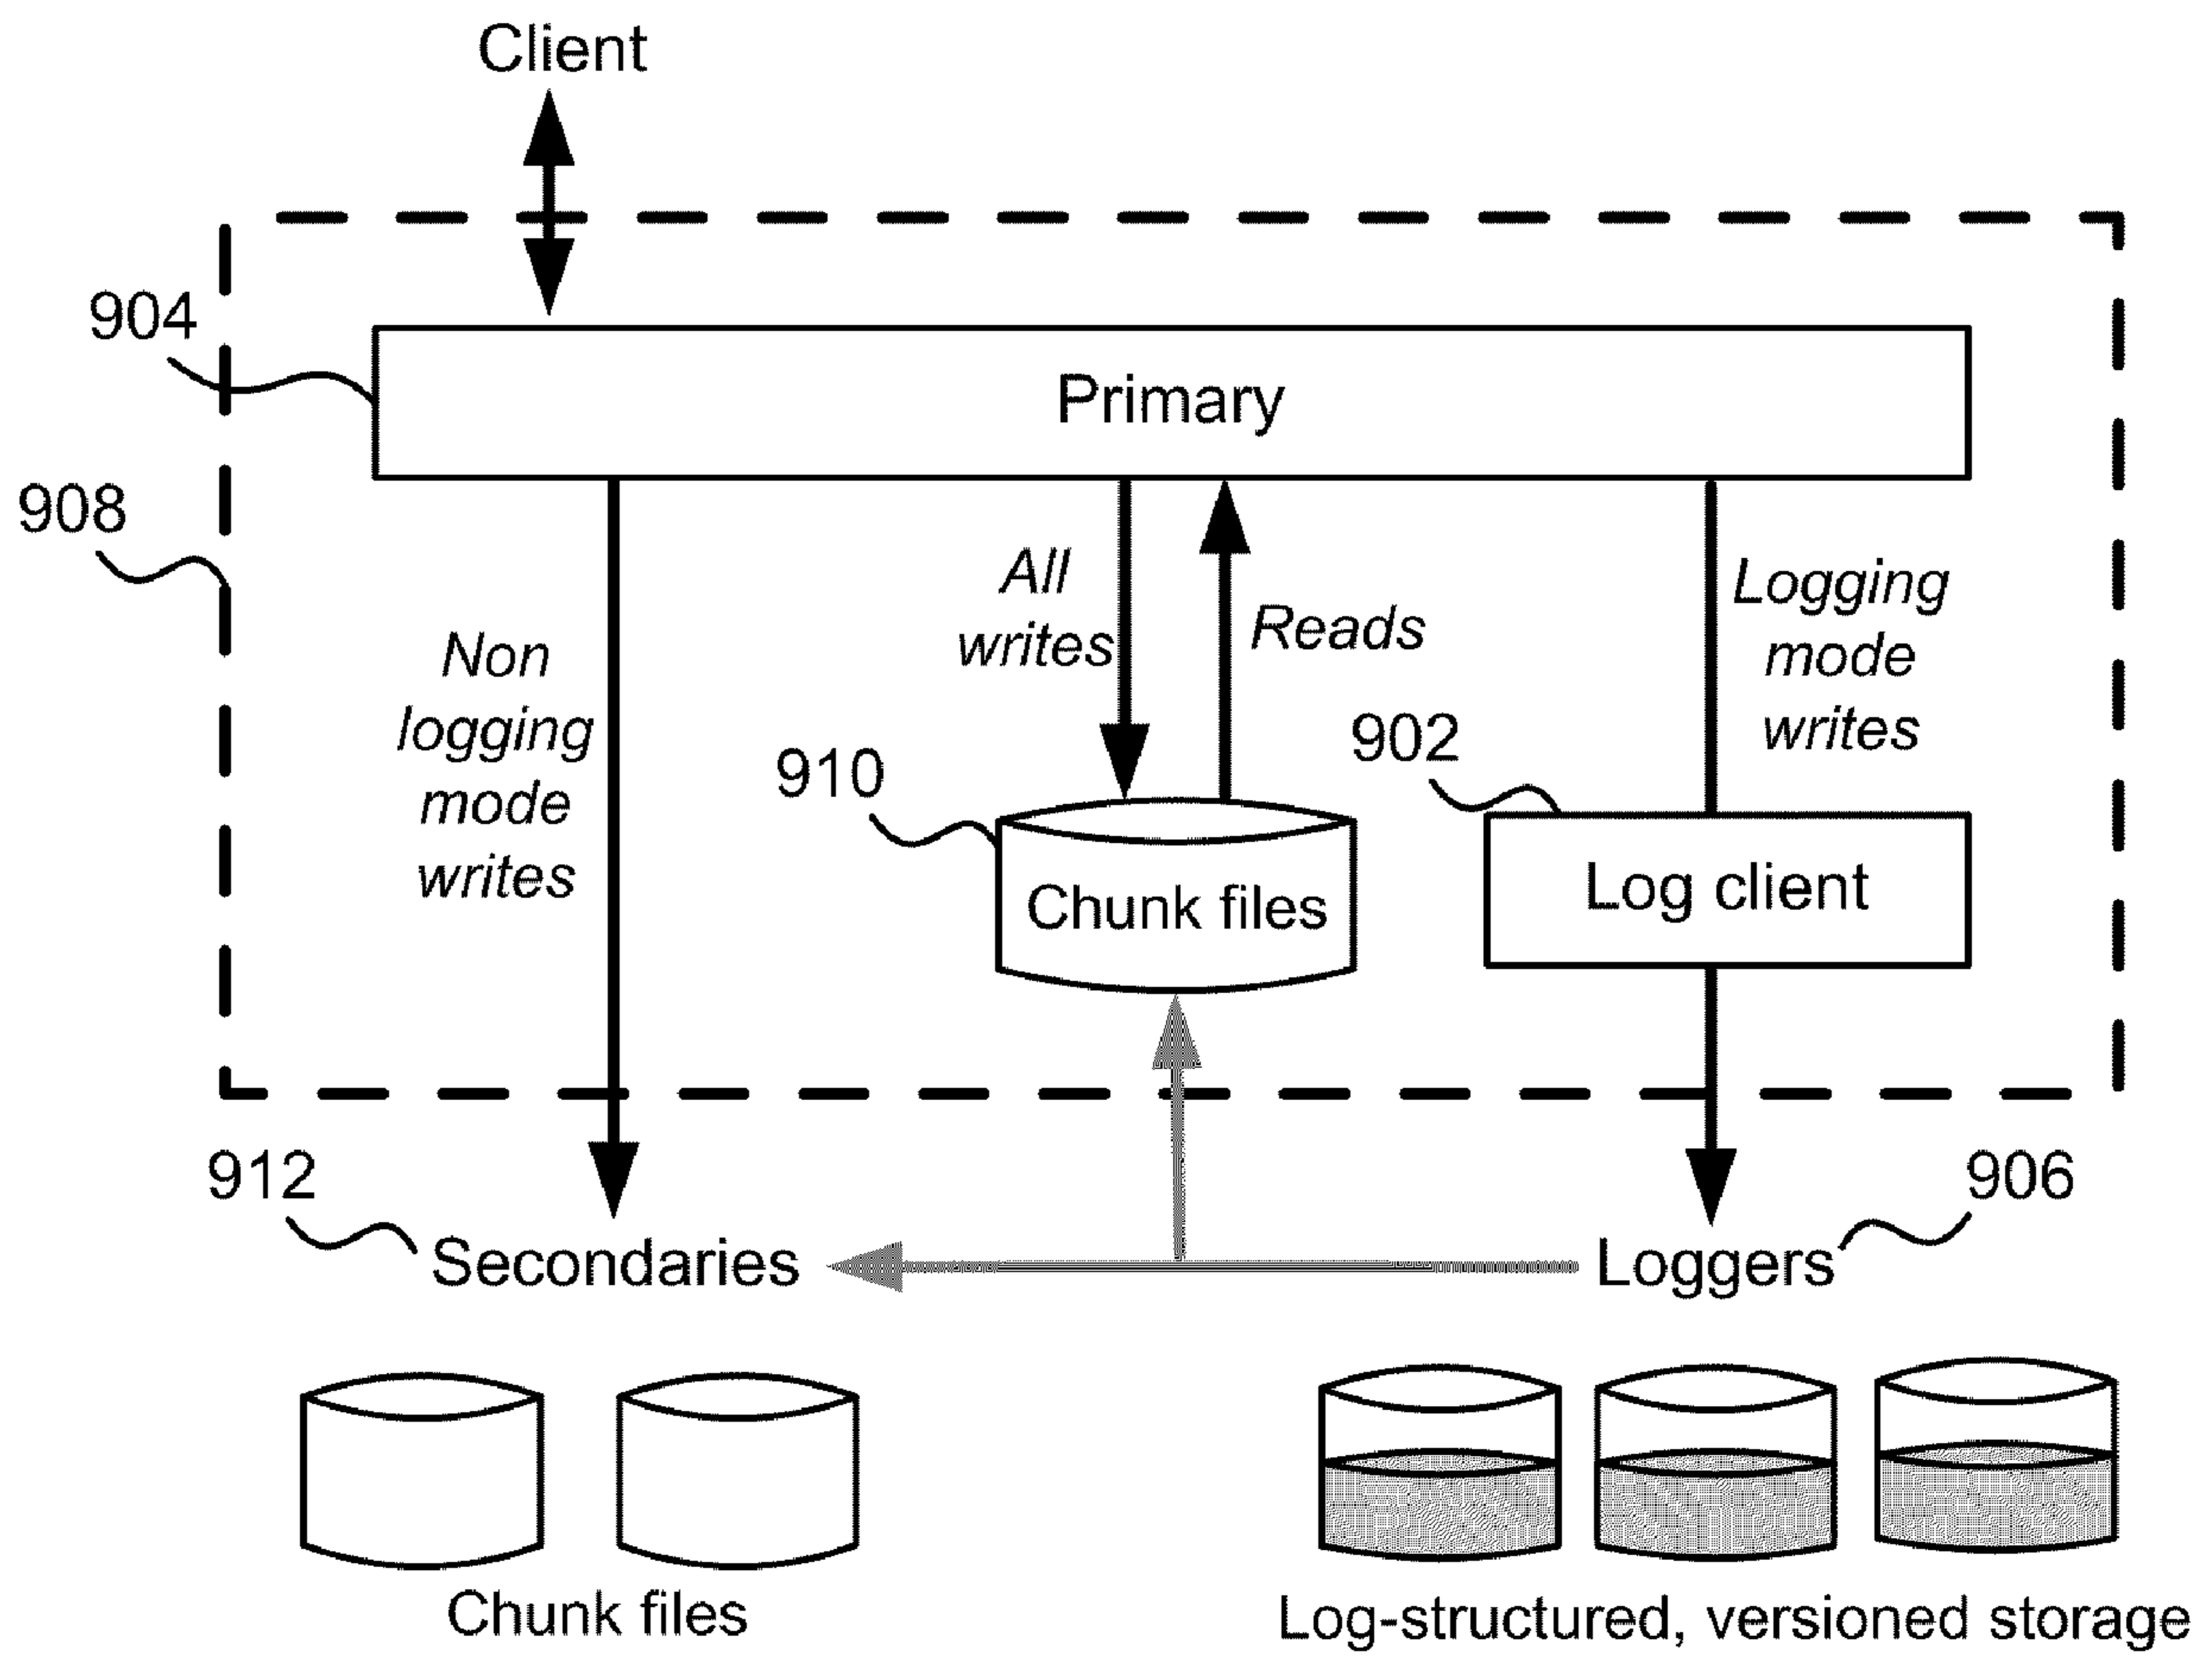 Client
904
Primary
908
All
writes
Reads
Logging
mode
writes
Non
logging
mode
writes
910
902
Chunk files
Log client
912
906
Secondaries
Loggers
Chunk files
Log-structured, versioned storage